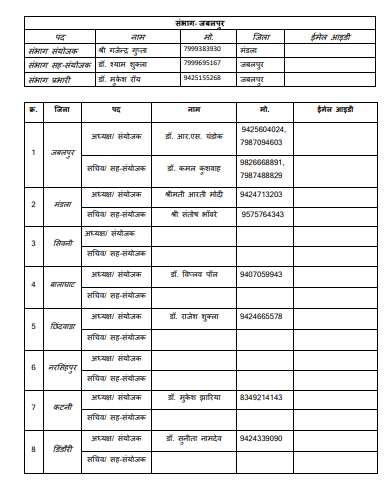 संभाग- जबलपुर
पद नाम मो. जिला ईमेल आइडी
संभाग संयोजक श्री गजेन्द्र गुप्ता 7999383930 मंडला
संभाग सह-संयोजक डॉ. श्याम शुक्ला 7999695167 जबलपुर
संभाग प्रभारी डॉ. मुकेश रॉय 9425155268 जबलपुर
क्र. जिला पद नाम मो. ईमेल आइडी
1 जबलपुर अध्यक्ष/ संयोजक डॉ. आर.एस. चंडोक 9425604024,
7987094603
सचिव/ सह-संयोजक डॉ. कमल कुशवाह 9826668891,
7987488829
2 मंडला अध्यक्ष/ संयोजक श्रीमती आरती मोदी 9424713203
सचिव/ सह-संयोजक श्री संतोष भाँवरे 9575764343
3 सिवनी अध्यक्ष/ संयोजक
सचिव/ सह-संयोजक
4 बालाघाट अध्यक्ष/ संयोजक डॉ. विप्लव पॉल 9407059943
सचिव/ सह-संयोजक
5 छिंदवाडा अध्यक्ष/ संयोजक डॉ. राजेश शुक्ला 9424665578
सचिव/ सह-संयोजक
6 नरसिंहपुर अध्यक्ष/ संयोजक
सचिव/ सह-संयोजक
7 कटनी अध्यक्ष/ संयोजक डॉ. मुकेश झारिया 8349214143
सचिव/ सह-संयोजक
8 डिंडौरी अध्यक्ष/ संयोजक डॉ. सुनीता नामदेव 9424339090
सचिव/ सह-संयोजक